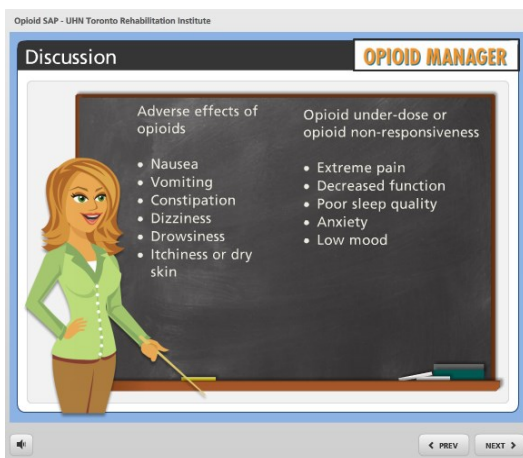 Opioid SAP - UHN Toronto Rehabilitation Institute
Discussion
OPIOID MANAGER
Adverse effects of
opioids
• Nausea
• Vomiting
• Constipation
• Dizziness
• Drowsiness
• Itchiness or dry
skin
Opioid under-dose or
opioid non-responsiveness
• Extreme pain
• Decreased function
• Poor sleep quality
• Anxiety
• Low mood
PREV
NEXT